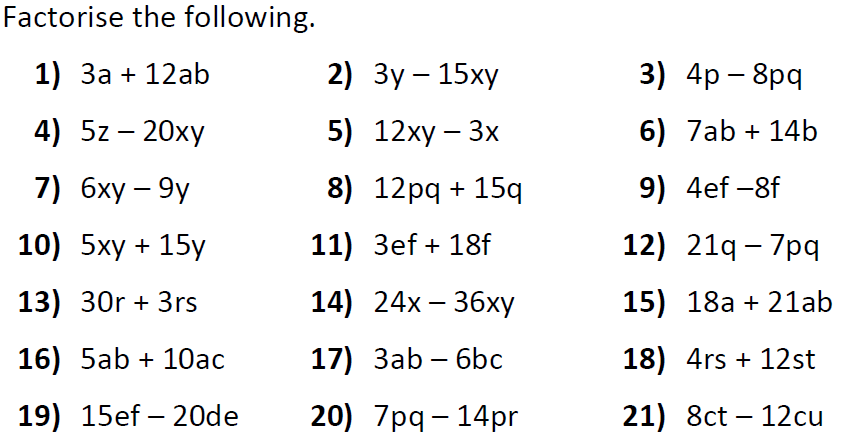 Factorise the following.
1) 3a + 12ab 2) 3y – 15xy 3) 4p – 8pq
4) 5z – 20xy 5) 12xy – 3x 6) 7ab + 14b
7) 6xy – 9y 8) 12pq + 15q 9) 4ef –8f
10) 5xy + 15y 11) 3ef + 18f 12) 21q – 7pq
13) 30r + 3rs 14) 24x – 36xy 15) 18a + 21ab
16) 5ab + 10ac 17) 3ab – 6bc 18) 4rs + 12st
19) 15ef – 20de 20) 7pq – 14pr 21) 8ct – 12cu